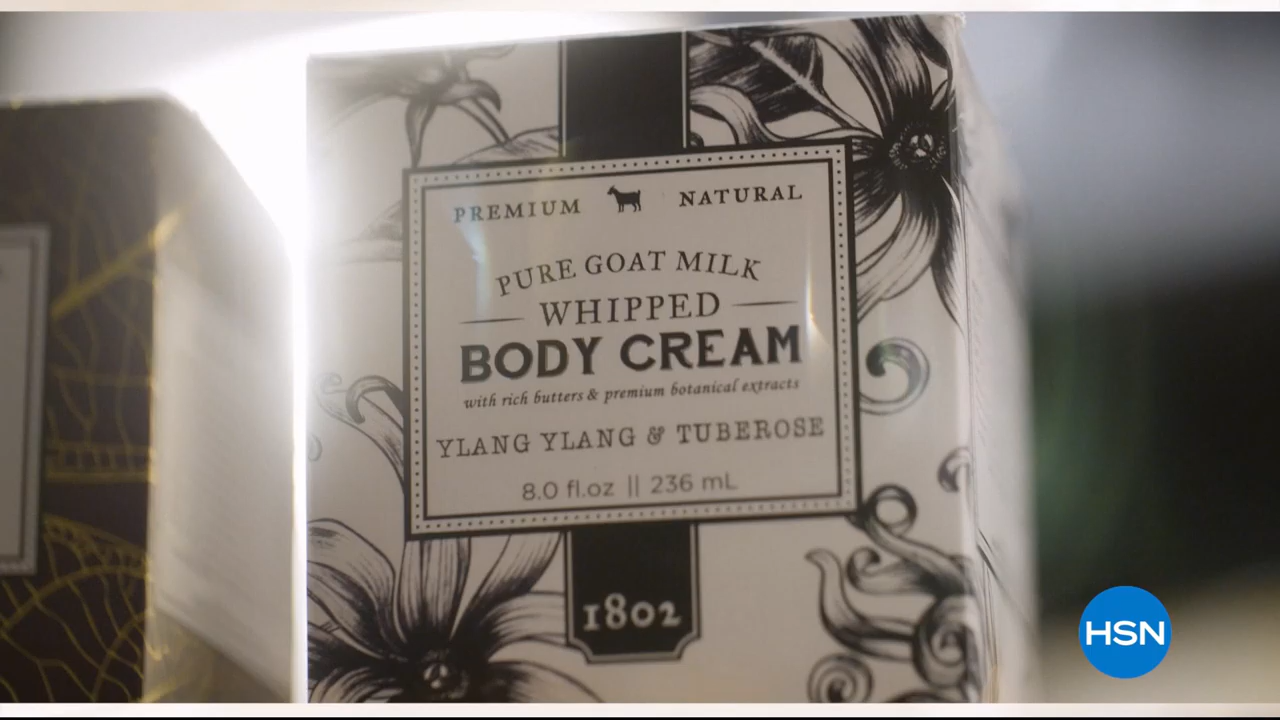 PREMIUM NATURAL
PURE GOAT MILK
WHIPPED
BODY CREAM
with rich butters & premium botanical extracts
YLANG YLANG & TUBEROSE
8.0 fl.oz || 236 mL
1802
HSN